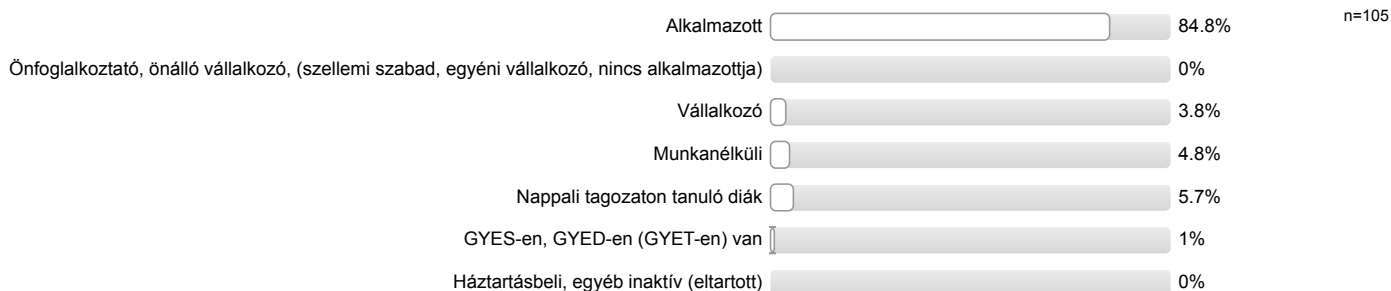 Alkalmazott 84.8% n=105
Önfoglalkoztató, önálló vállalkozó, (szellemi szabad, egyéni vállalkozó, nincs alkalmazottja) 0%
Vállalkozó 3.8%
Munkanélküli 4.8%
Nappali tagozaton tanuló diák 5.7%
GYES-en, GYED-en (GYET-en) van 1%
Háztartásbeli, egyéb inaktív (eltartott) 0%